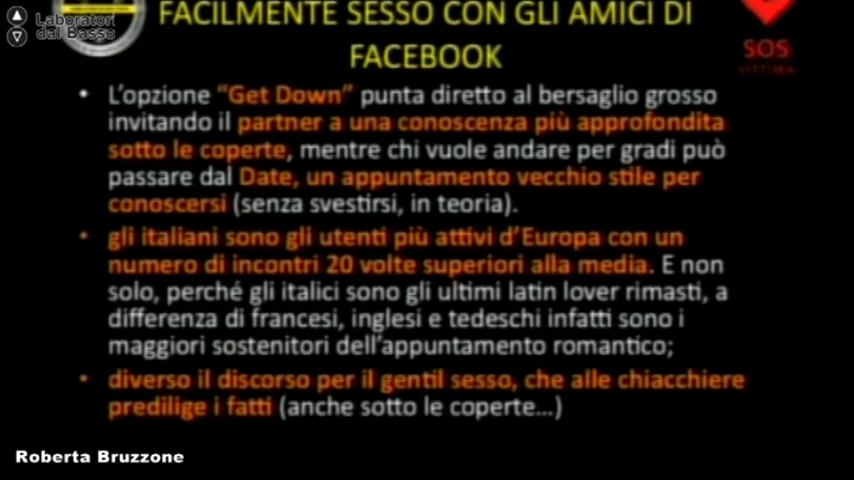 Laboratori
dal Basso
FACILMENTE SESSO CON GLI AMICI DI
FACEBOOK
SOS
VITTIMA
• L'opzione "Get Down" punta diretto al bersaglio grosso
invitando il partner a una conoscenza più approfondita
sotto le coperte, mentre chi vuole andare per gradi può
passare dal Date, un appuntamento vecchio stile per
conoscersi (senza svestirsi, in teoria).
• gli italiani sono gli utenti più attivi d'Europa con un
numero di incontri 20 volte superiori alla media. E non
solo, perché gli italici sono gli ultimi latin lover rimasti, a
differenza di francesi, inglesi e tedeschi infatti sono i
maggiori sostenitori dell'appuntamento romantico;
• diverso il discorso per il gentil sesso, che alle chiacchiere
predilige i fatti (anche sotto le coperte...)
Roberta Bruzzone